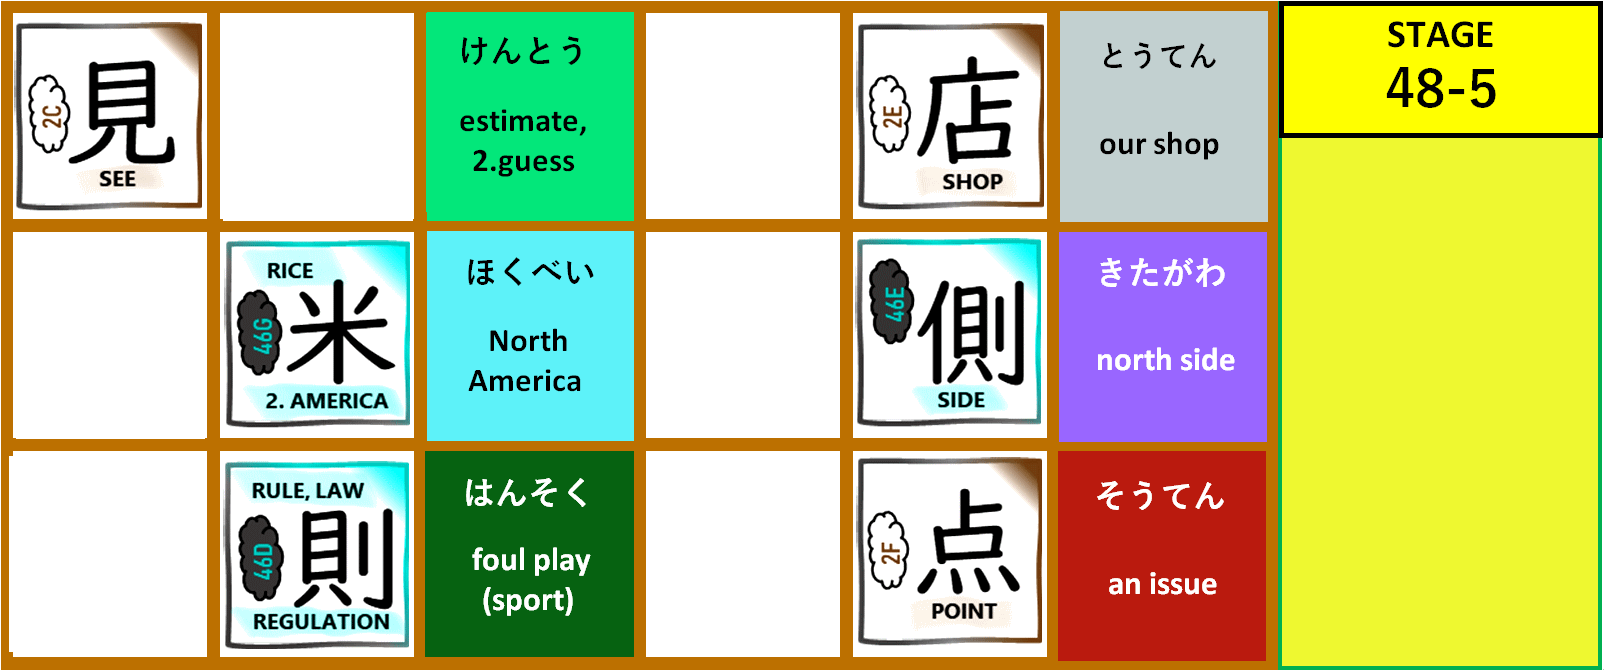 2C
見
SEE
けんとう
estimate,
2.guess
2E
店
SHOP
とうてん
our shop
STAGE
48-5
RICE
46G
米
2. AMERICA
ほくべい
North
America
46E
側
SIDE
きたがわ
north side
RULE, LAW
46D
則
REGULATION
はんそく
foul play
(sport)
2F
点
POINT
そうてん
an issue